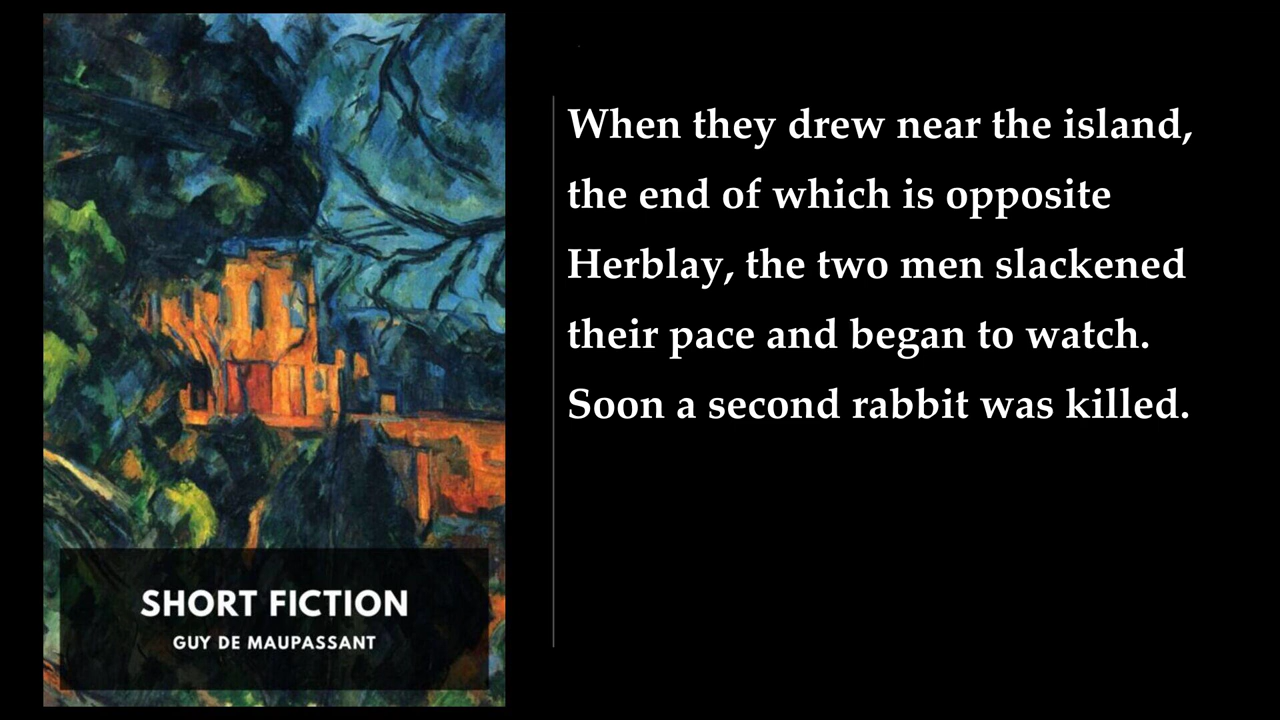 SHORT FICTION
GUY DE MAUPASSANT
When they drew near the island,
the end of which is opposite
Herblay, the two men slackened
their pace and began to watch.
Soon a second rabbit was killed.